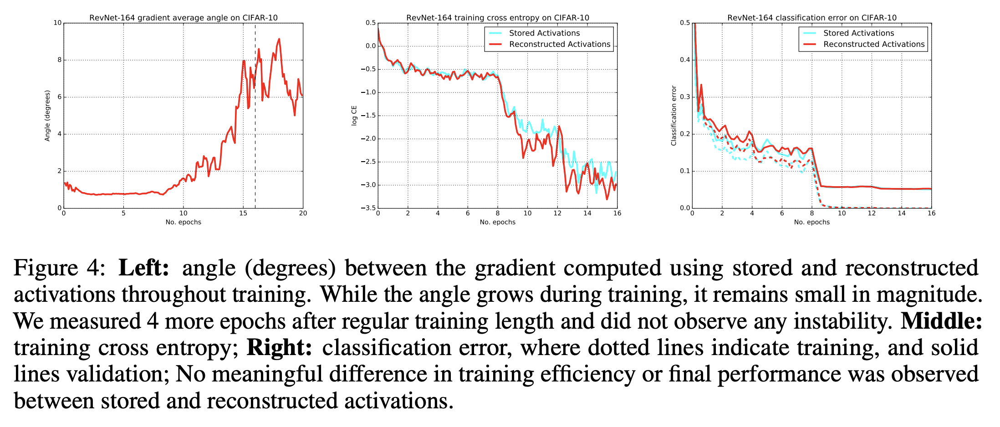 RevNet-164 gradient average angle on CIFAR-10
10
8
6
4
2
0
Angle (degrees)
0 5 10 15 20
No. epochs
RevNet-164 training cross entropy on CIFAR-10
Stored Activations
Reconstructed Activations
0.5
0.0
−0.5
−1.0
−1.5
−2.0
−2.5
−3.0
−3.5
log CE
0 2 4 6 8 10 12 14 16
No. epochs
RevNet-164 classification error on CIFAR-10
Stored Activations
Reconstructed Activations
0.5
0.4
0.3
0.2
0.1
0.0
Classification error
0 2 4 6 8 10 12 14 16
No. epochs
Figure 4: Left: angle (degrees) between the gradient computed using stored and reconstructed
activations throughout training. While the angle grows during training, it remains small in magnitude.
We measured 4 more epochs after regular training length and did not observe any instability. Middle:
training cross entropy; Right: classification error, where dotted lines indicate training, and solid
lines validation; No meaningful difference in training efficiency or final performance was observed
between stored and reconstructed activations.